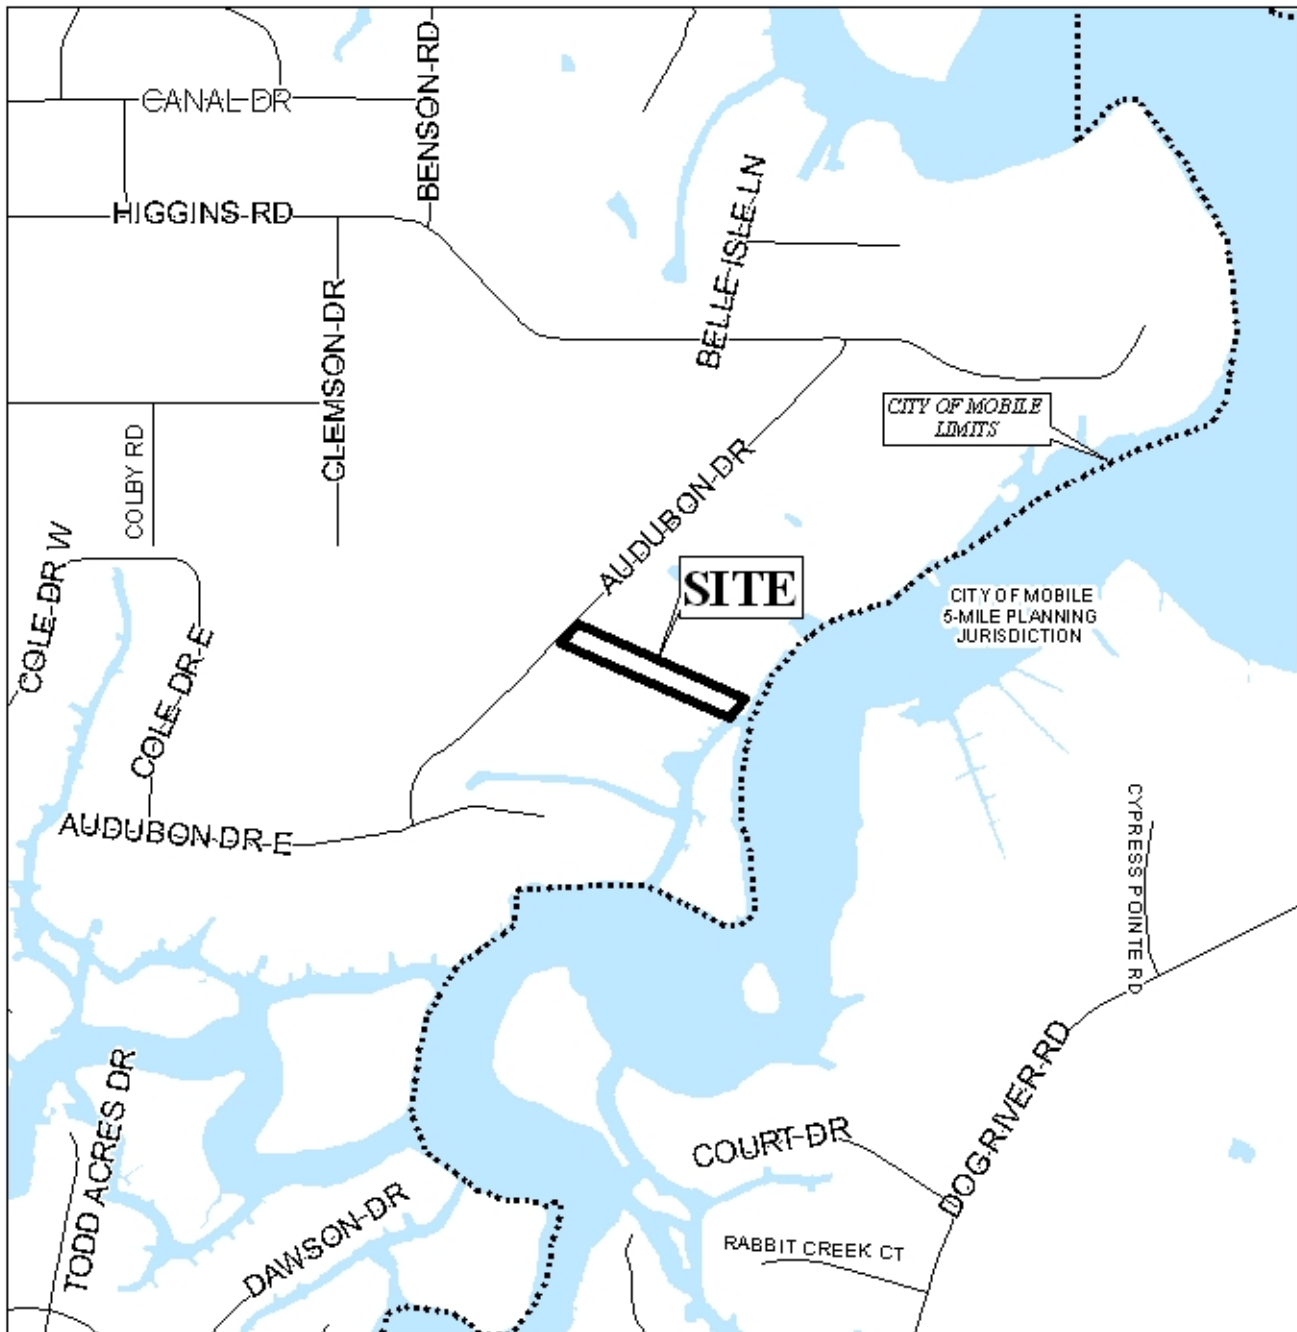 CANAL DR
BENSON RD
HIGGINS RD
BELLE ISLE LN
CLEMSON DR
CITY OF MOBILE
LIMITS
COLBY RD
AUDUBON DR
COLE DR W
SITE
CITY OF MOBILE
5-MILE PLANNING
JURISDICTION
COLE DR E
AUDUBON DR E
CYPRESS POINTE RD
DOG RIVER RD
TODD ACRES DR
COURT DR
DAWSON DR
RABBIT CREEK CT